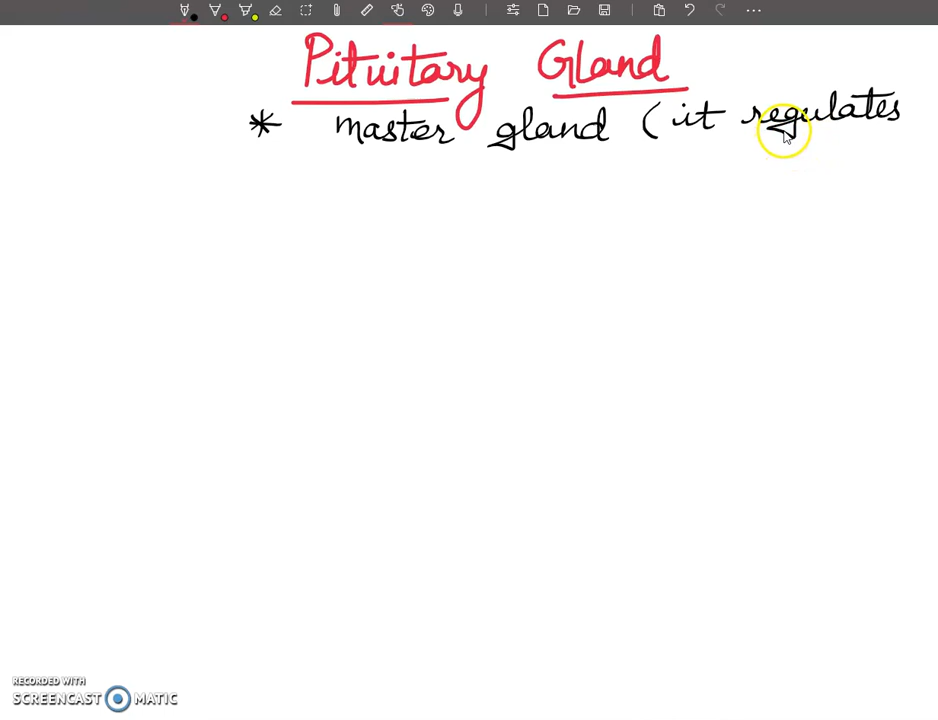 Pituitary Gland
* master gland (it regulates
RECORDED WITH
SCREENCAST MATIC